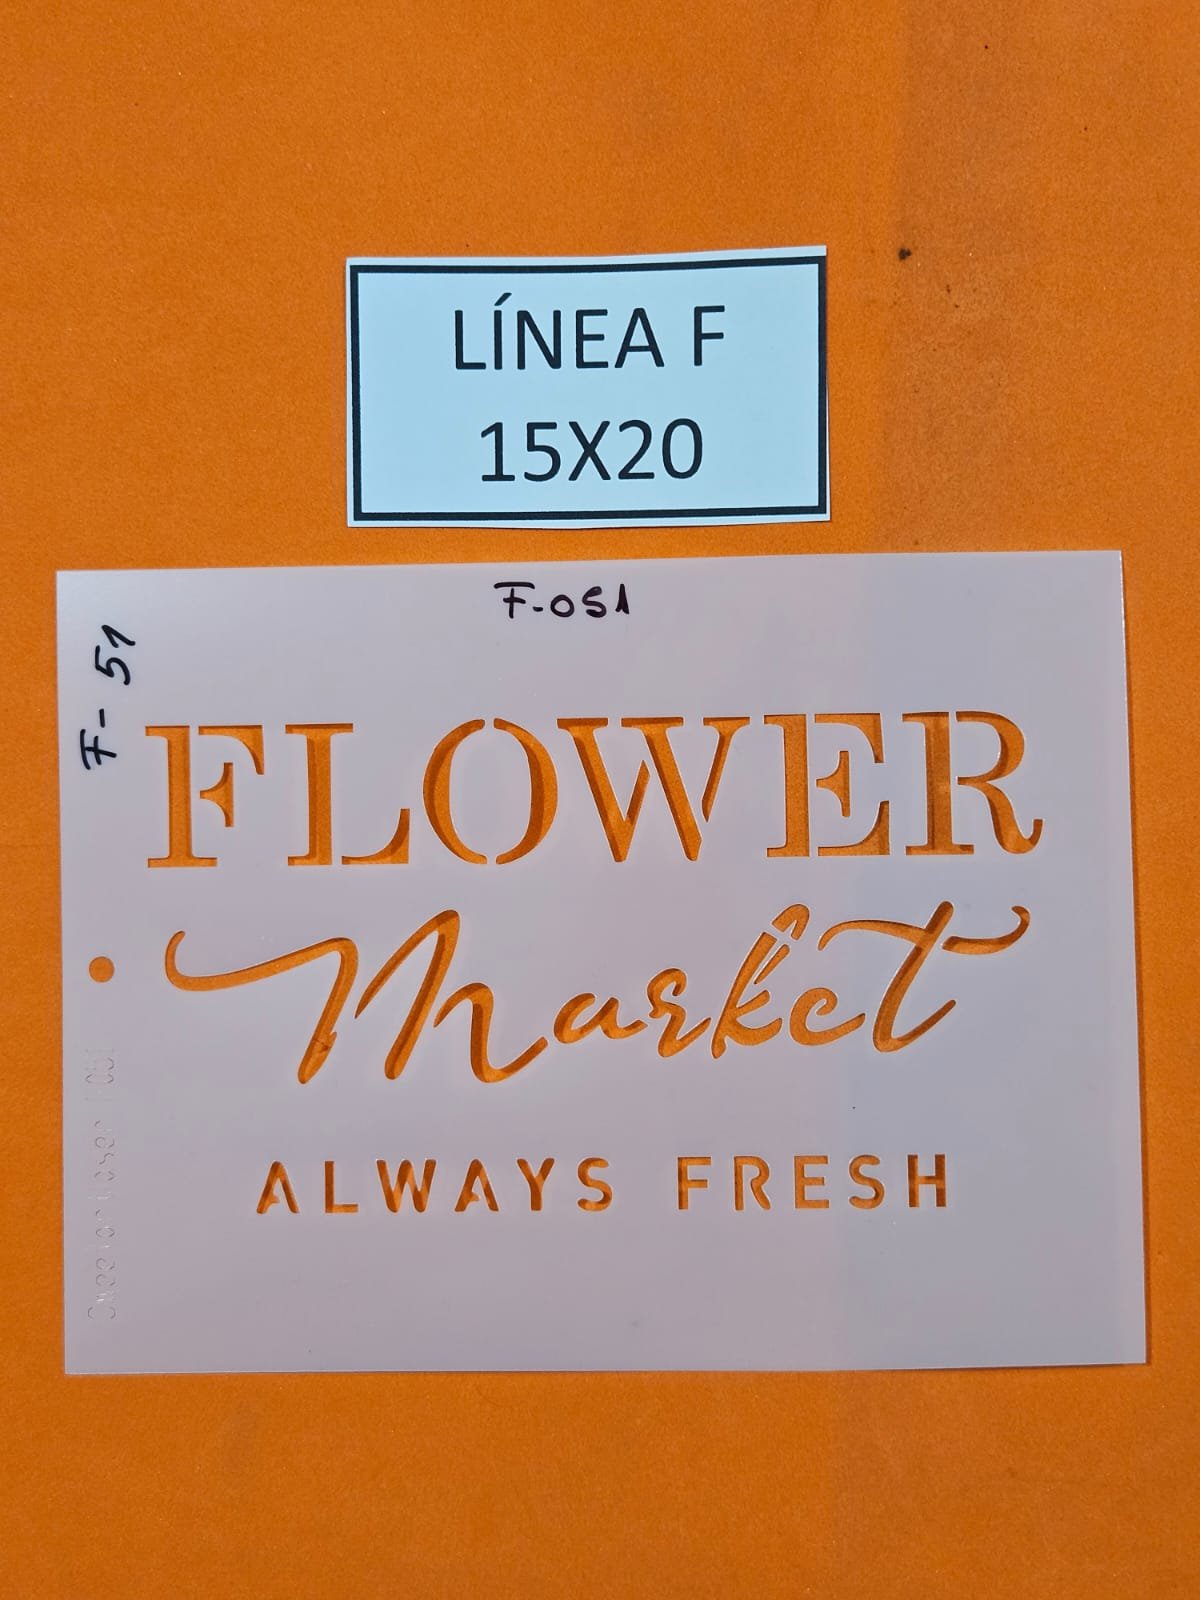 LÍNEA F
15X20
F-051
F-51
FLOWER
Market
ALWAYS FRESH